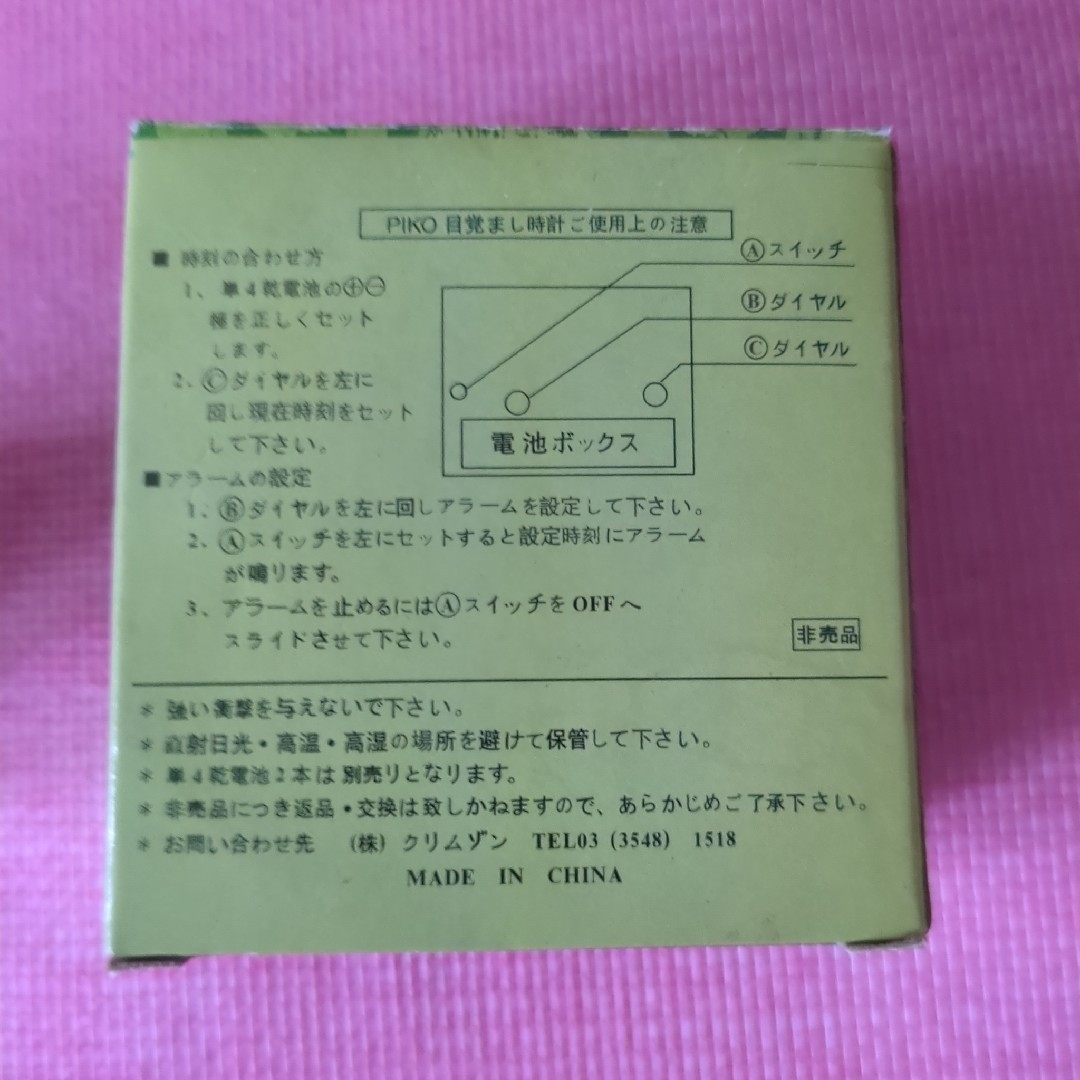 PIKO 目覚まし時計ご使用上の注意
■ 時刻の合わせ方
1、単4乾電池の⊕⊖
極を正しくセット
します。
2、Ⓒダイヤルを左に
回し現在時刻をセット
して下さい。
Ⓐスイッチ
Ⓑダイヤル
Ⓒダイヤル
電池ボックス
■アラームの設定
1、Ⓑダイヤルを左に回しアラームを設定して下さい。
2、Ⓐスイッチを左にセットすると設定時刻にアラーム
が鳴ります。
3、アラームを止めるにはⒶスイッチをOFFへ
スライドさせて下さい。
非売品
＊ 強い衝撃を与えないで下さい。
＊ 直射日光・高温・高湿の場所を避けて保管して下さい。
＊ 単4乾電池2本は別売りとなります。
＊ 非売品につき返品・交換は致しかねますので、あらかじめご了承下さい。
＊ お問い合わせ先 (株) クリムゾン TEL03 (3548) 1518
MADE IN CHINA